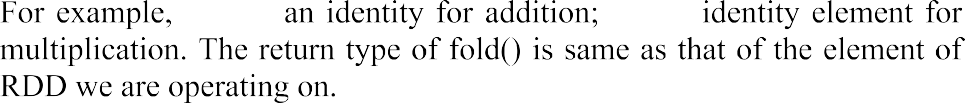 For example, an identity for addition; identity element for
multiplication. The return type of fold() is same as that of the element of
RDD we are operating on.